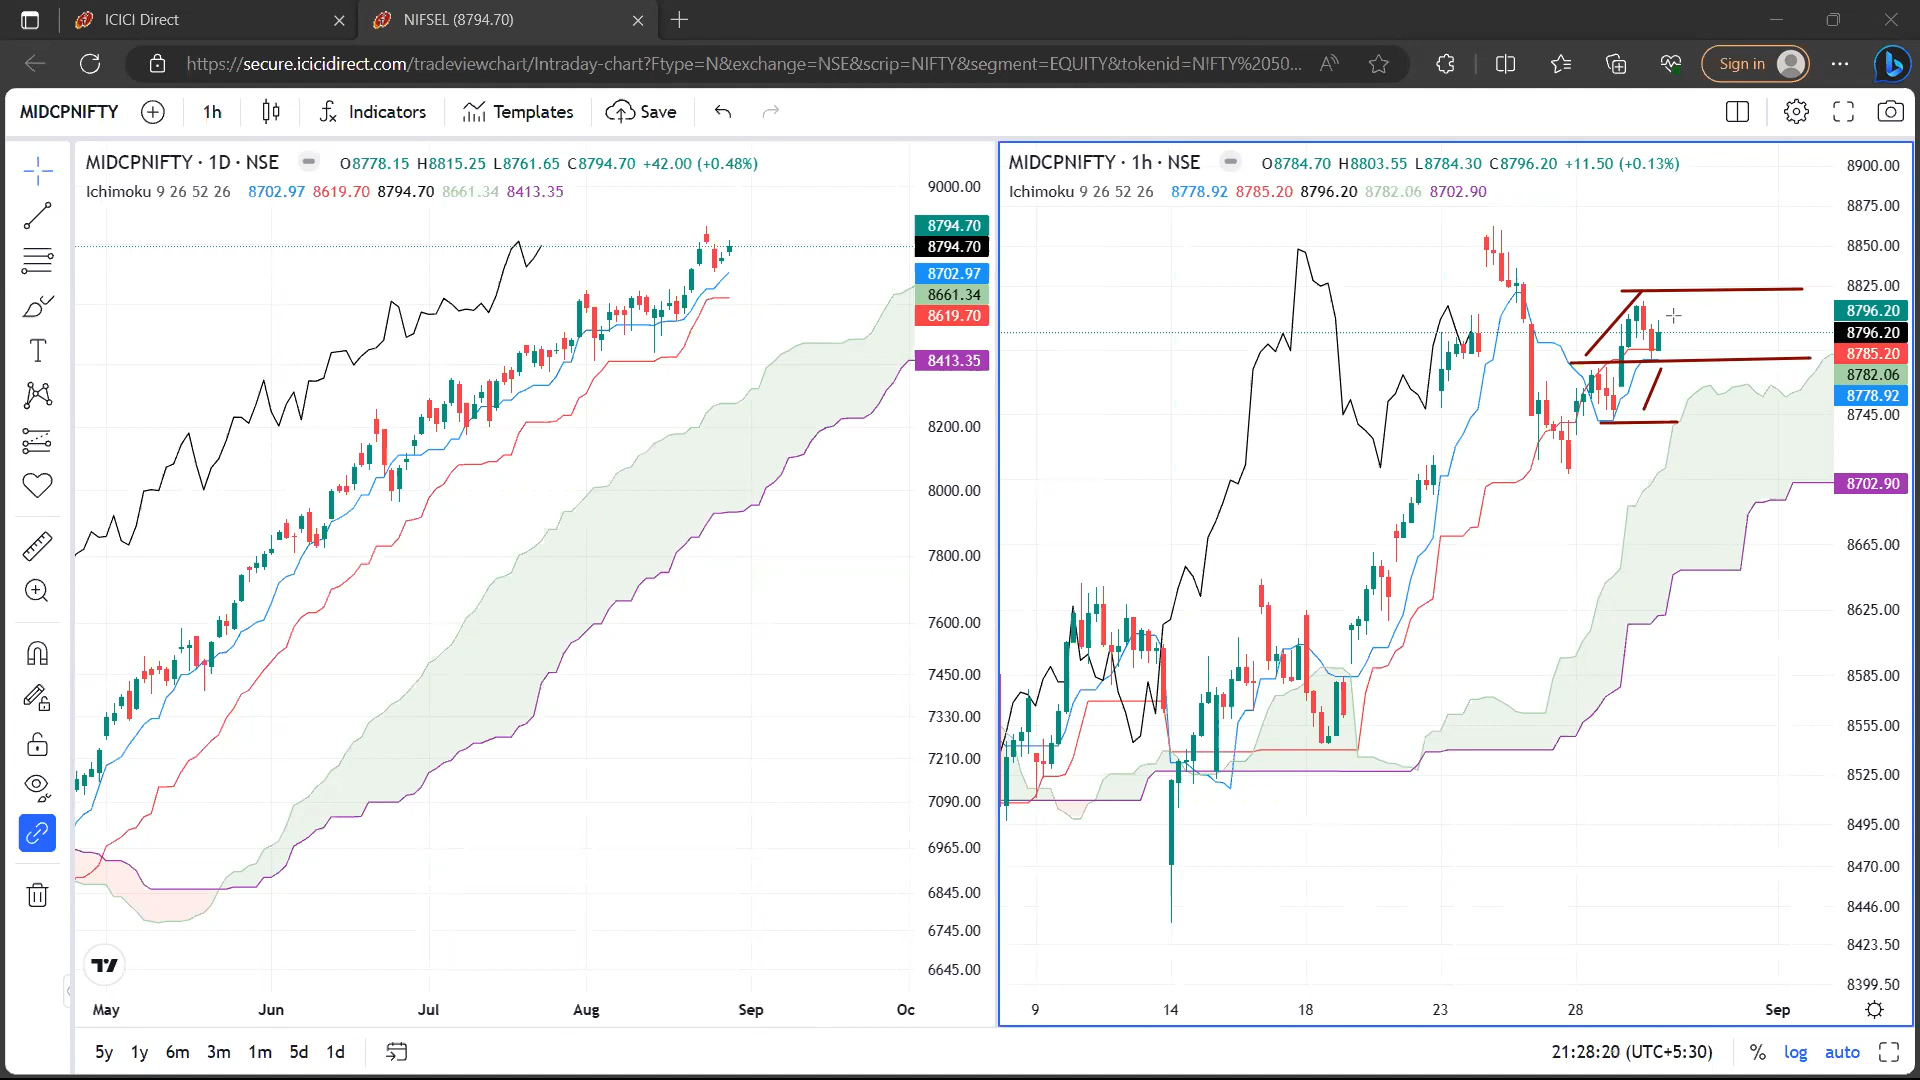 ICICI Direct
NIFSEL (8794.70)
https://secure.icicidirect.com/tradeviewchart/Intraday-chart?Ftype=N&exchange=NSE&scrip=NIFTY&segment=EQUITY&tokenid=NIFTY%2050...
Sign in
MIDCPNIFTY
1h
Indicators
Templates
Save
MIDCPNIFTY · 1D · NSE
O8778.15 H8815.25 L8761.65 C8794.70 +42.00 (+0.48%)
Ichimoku 9 26 52 26 8702.97 8619.70 8794.70 8661.34 8413.35
9000.00
8794.70
8794.70
8702.97
8661.34
8619.70
8413.35
8200.00
8000.00
7800.00
7600.00
7450.00
7330.00
7210.00
7090.00
6965.00
6845.00
6745.00
6645.00
May
Jun
Jul
Aug
Sep
Oc
MIDCPNIFTY · 1h · NSE
O8784.70 H8803.55 L8784.30 C8796.20 +11.50 (+0.13%)
Ichimoku 9 26 52 26 8778.92 8785.20 8796.20 8782.06 8702.90
8900.00
8875.00
8850.00
8825.00
8796.20
8796.20
8785.20
8782.06
8778.92
8745.00
8702.90
8665.00
8625.00
8585.00
8555.00
8525.00
8495.00
8470.00
8446.00
8423.50
8399.50
9
14
18
23
28
Sep
5y
1y
6m
3m
1m
5d
1d
21:28:20 (UTC+5:30)
%
log
auto